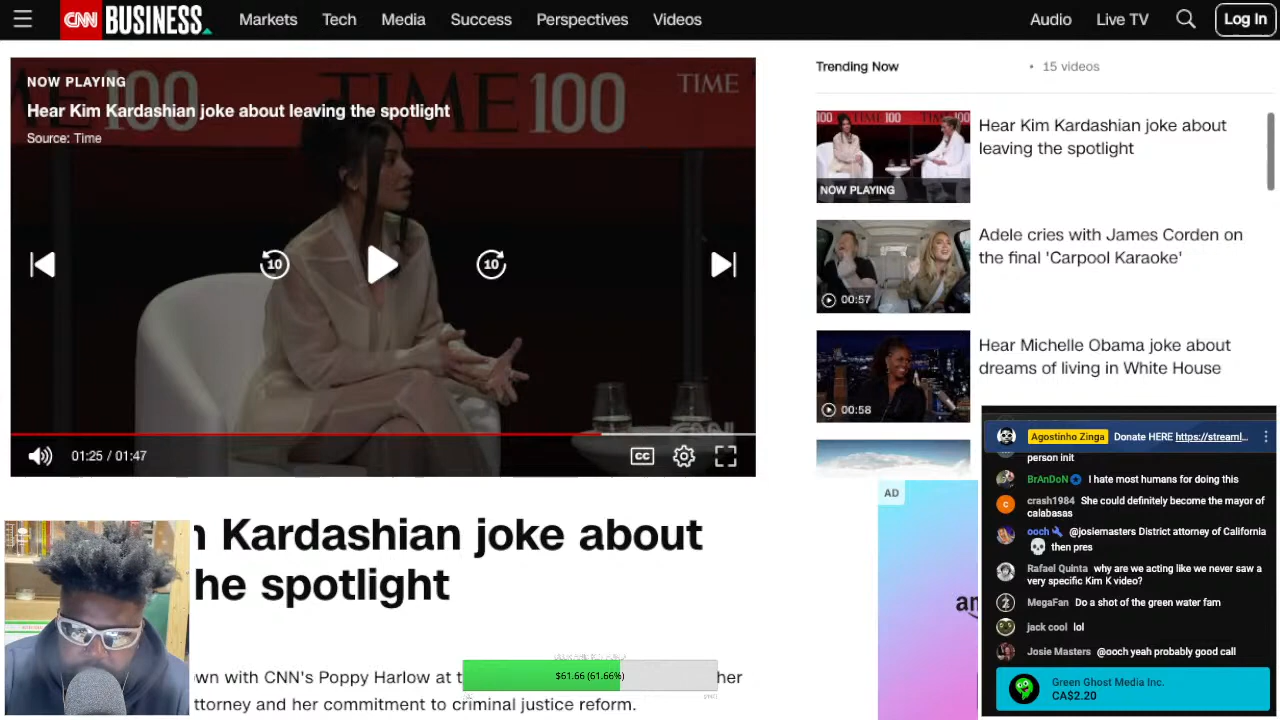 CNN BUSINESS
Markets Tech Media Success Perspectives Videos
Audio Live TV Log In
TIME 100
TIME
NOW PLAYING
Hear Kim Kardashian joke about leaving the spotlight
Source: Time
10
10
01:25 / 01:47
CC
Trending Now • 15 videos
NOW PLAYING
Hear Kim Kardashian joke about
leaving the spotlight
00:57
Adele cries with James Corden on
the final 'Carpool Karaoke'
00:58
Hear Michelle Obama joke about
dreams of living in White House
AD
Kardashian joke about
he spotlight
wn with CNN's Poppy Harlow at t
her
ttorney and her commitment to criminal justice reform.
$61.66 (61.66%)
Agostinho Zinga Donate HERE https://streaml...
person init
BrAnDoN I hate most humans for doing this
crash1984 She could definitely become the mayor of
calabasas
ooch @josiemasters District attorney of California
then pres
Rafael Quinta why are we acting like we never saw a
very specific Kim K video?
MegaFan Do a shot of the green water fam
jack cool lol
Josie Masters @ooch yeah probably good call
Green Ghost Media Inc.
CA$2.20